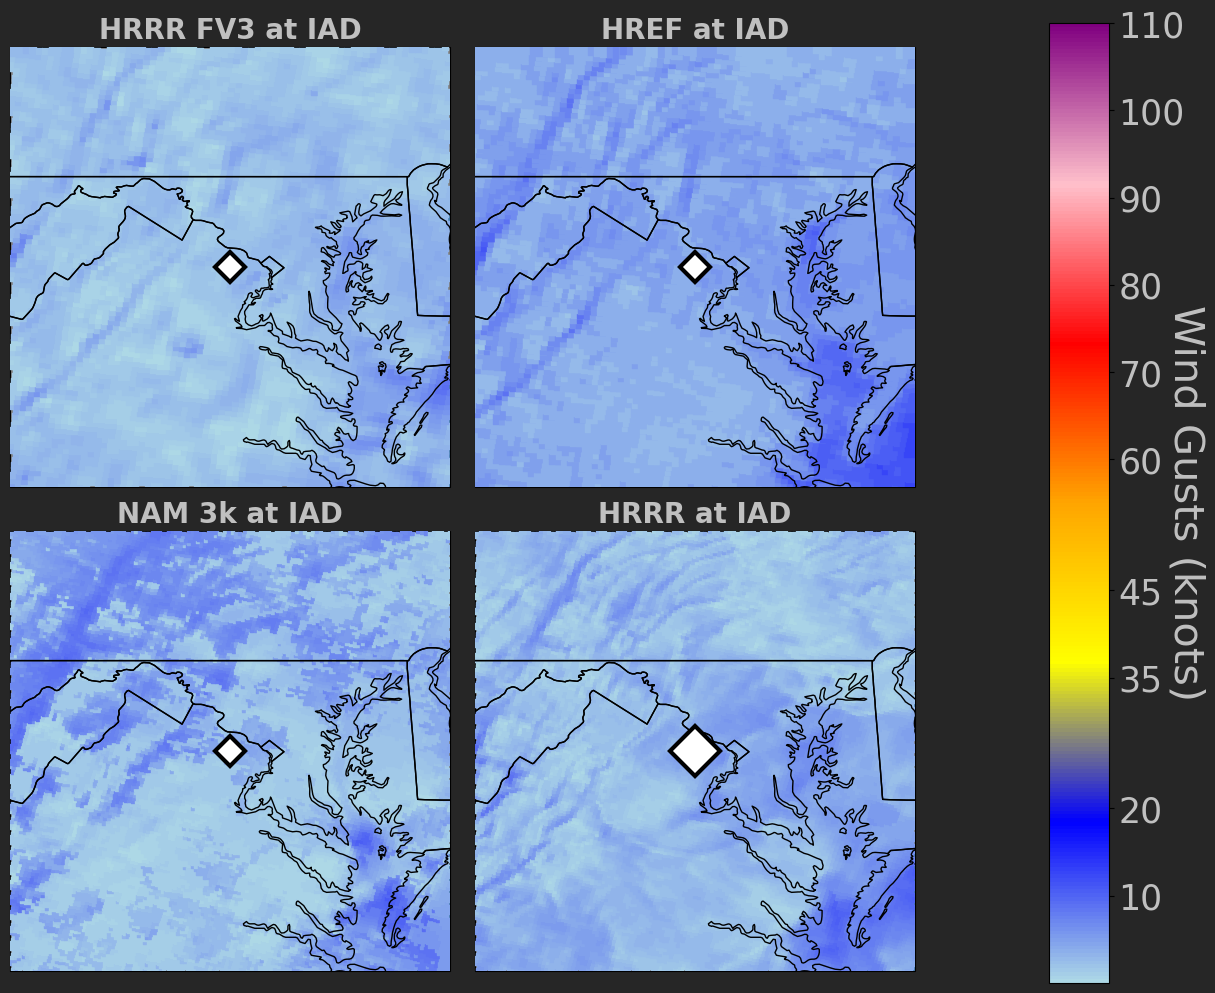 HRRR FV3 at IAD
HREF at IAD
NAM 3k at IAD
HRRR at IAD
110
100
90
80
70
60
45
35
20
10
Wind Gusts (knots)